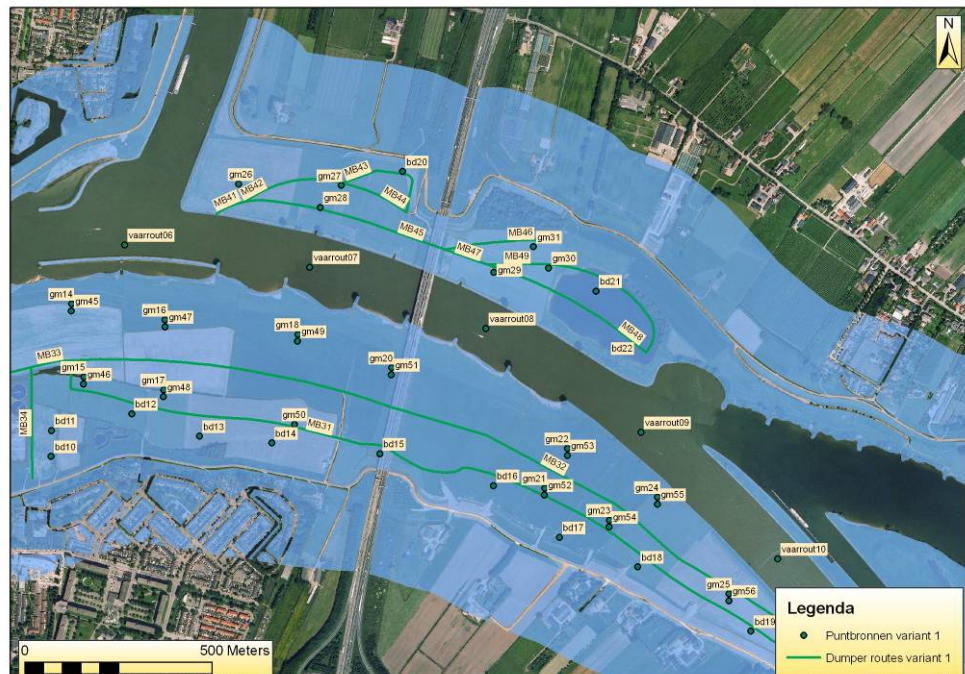 N
gm26
MB41
MB42
gm27
MB43
bd20
MB44
gm28
MB45
MB46
gm31
MB47
MB49
gm30
gm29
bd21
MB48
bd22
vaarrout06
vaarrout07
vaarrout08
vaarrout09
vaarrout10
gm14
gm45
gm16
gm47
gm18
gm49
gm20
gm51
MB33
gm15
gm46
gm17
gm48
MB34
bd12
bd11
bd10
bd13
gm50
MB31
bd14
bd15
gm22
gm53
MB32
bd16
gm21
gm52
gm24
gm55
gm23
gm54
bd17
bd18
gm25
gm56
bd19
0 500 Meters
Legenda
Puntbronnen variant 1
Dumper routes variant 1